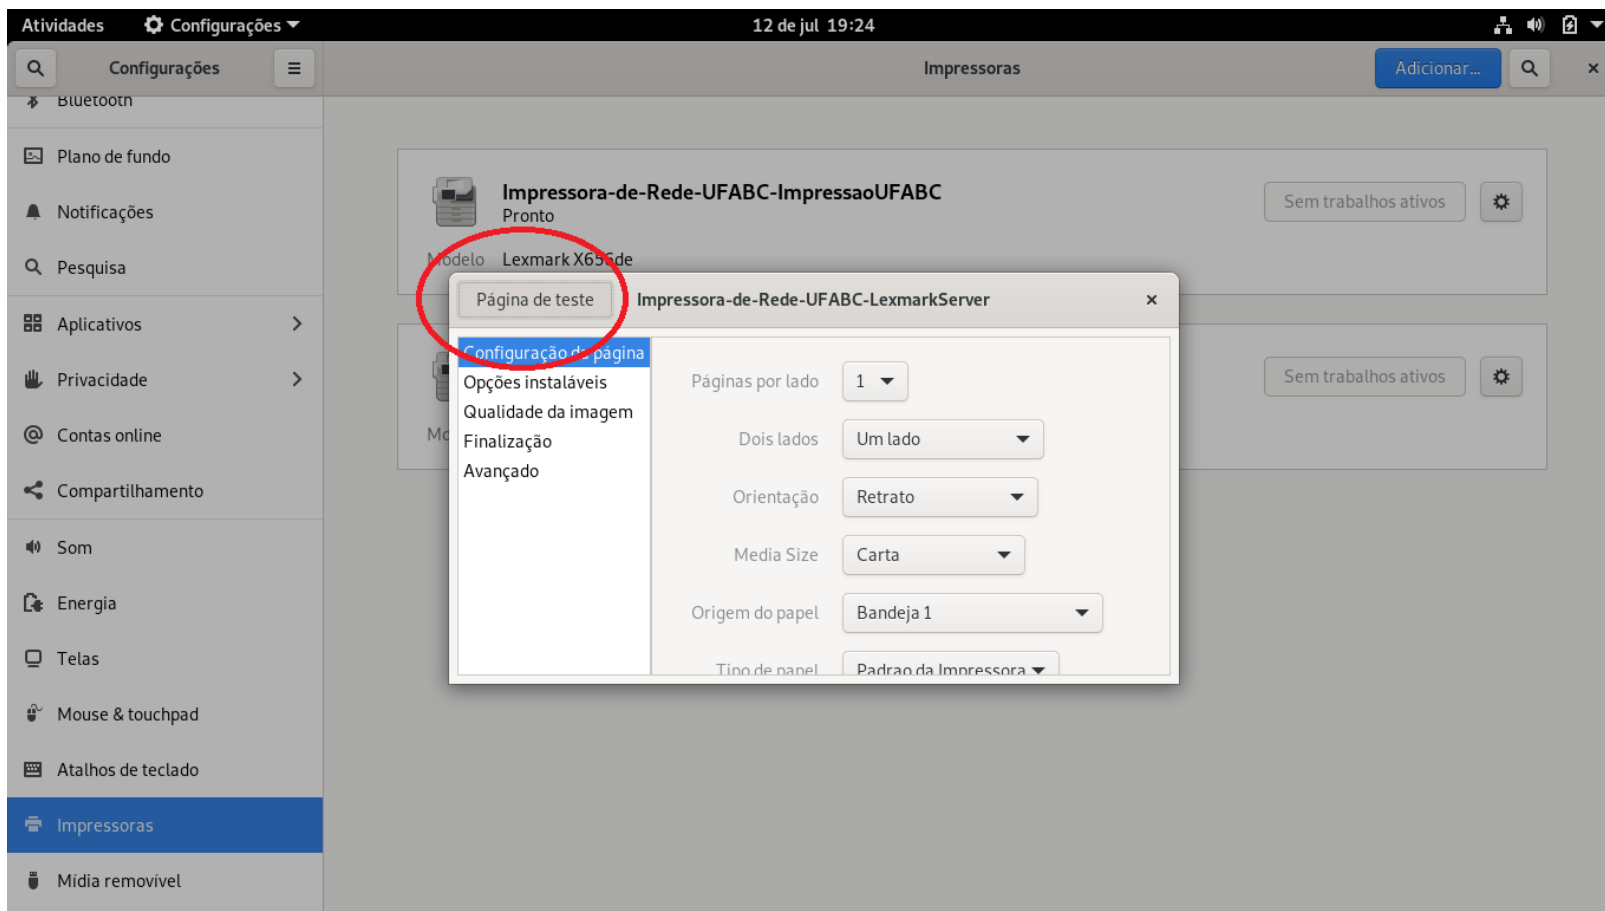 Atividades
Configurações
12 de jul 19:24
Configurações
Impressoras
Adicionar...
Bluetooth
Plano de fundo
Notificações
Pesquisa
Aplicativos
Privacidade
Contas online
Compartilhamento
Som
Energia
Telas
Mouse & touchpad
Atalhos de teclado
Impressoras
Mídia removível
Impressora-de-Rede-UFABC-ImpressaoUFABC
Pronto
Sem trabalhos ativos
Modelo Lexmark X656de
Sem trabalhos ativos
Mo
Página de teste
Impressora-de-Rede-UFABC-LexmarkServer
Configuração da página
Opções instaláveis
Qualidade da imagem
Finalização
Avançado
Páginas por lado 1
Dois lados Um lado
Orientação Retrato
Media Size Carta
Origem do papel Bandeja 1
Tipo de papel Padrao da Impressora